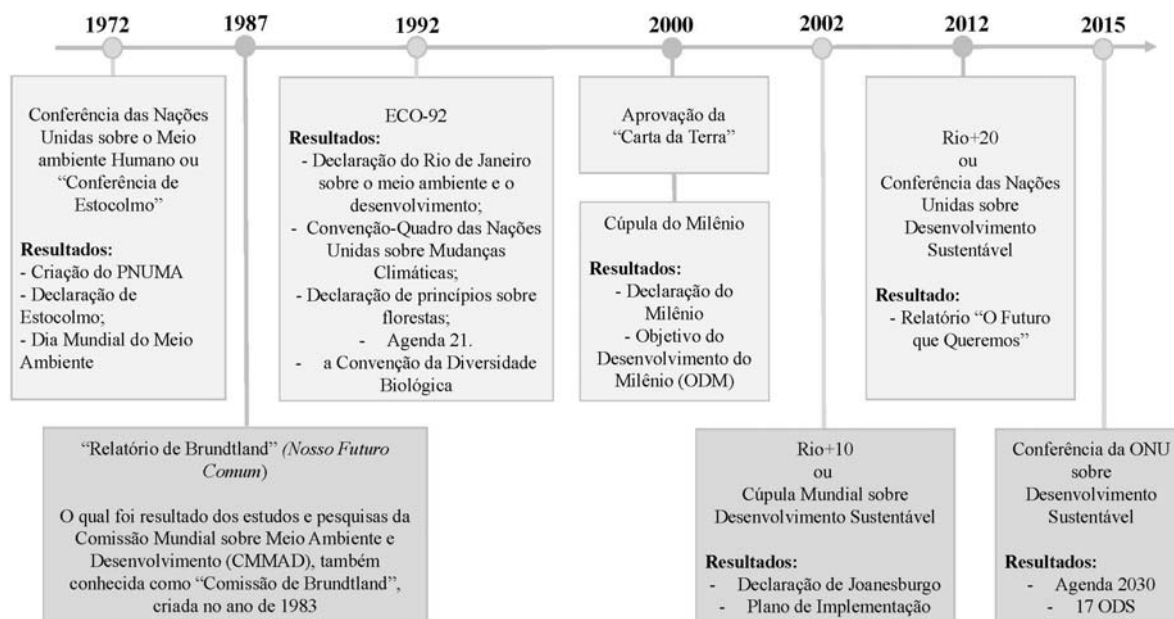 1972
1987
1992
2000
2002
2012
2015
Conferência das Nações
Unidas sobre o Meio
ambiente Humano ou
“Conferência de
Estocolmo”
Resultados:
- Criação do PNUMA
- Declaração de
Estocolmo;
- Dia Mundial do Meio
Ambiente
“Relatório de Brundtland” (Nosso Futuro
Comum)
O qual foi resultado dos estudos e pesquisas da
Comissão Mundial sobre Meio Ambiente e
Desenvolvimento (CMMAD), também
conhecida como “Comissão de Brundtland”,
criada no ano de 1983
ECO-92
Resultados:
- Declaração do Rio de Janeiro
sobre o meio ambiente e o
desenvolvimento;
- Convenção-Quadro das Nações
Unidas sobre Mudanças
Climáticas;
- Declaração de princípios sobre
florestas;
- Agenda 21.
- a Convenção da Diversidade
Biológica
Aprovação da
“Carta da Terra”
Cúpula do Milênio
Resultados:
- Declaração do
Milênio
- Objetivo do
Desenvolvimento do
Milênio (ODM)
Rio+10
ou
Cúpula Mundial sobre
Desenvolvimento Sustentável
Resultados:
- Declaração de Joanesburgo
- Plano de Implementação
Rio+20
ou
Conferência das Nações
Unidas sobre
Desenvolvimento
Sustentável
Resultado:
- Relatório “O Futuro
que Queremos”
Conferência da ONU
sobre
Desenvolvimento
Sustentável
Resultados:
- Agenda 2030
- 17 ODS